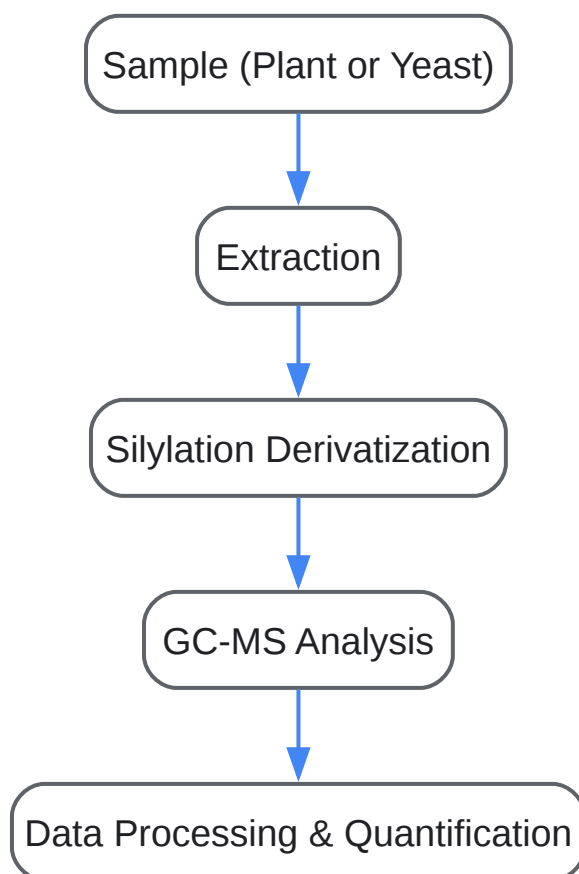 Sample (Plant or Yeast)
Extraction
Silylation Derivatization
GC-MS Analysis
Data Processing & Quantification